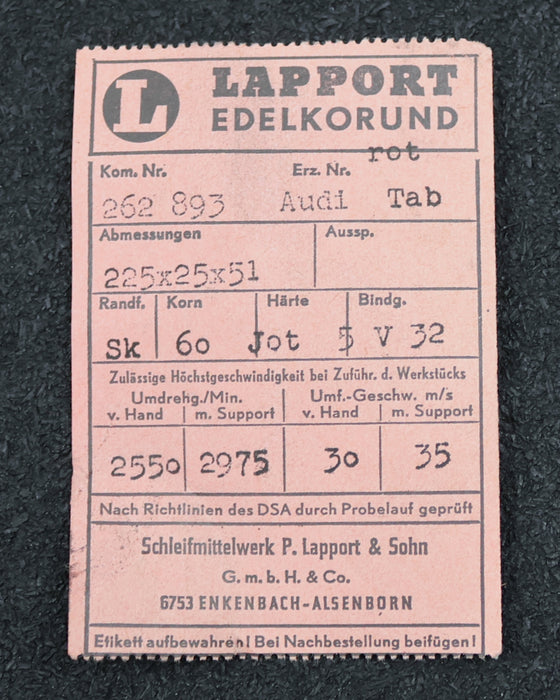 L LAPPORT
EDELKORUND
rot
Kom. Nr. Erz. Nr.
262 893 Audi Tab
Abmessungen Aussp.
225x25x51
Randf. Korn Härte Bindg.
Sk 60 Jot 5 V 32
Zulässige Höchstgeschwindigkeit bei Zuführ. d. Werkstücks
Umdrehg./Min. Umf.-Geschw. m/s
v. Hand m. Support v. Hand m. Support
2550 2975 30 35
Nach Richtlinien des DSA durch Probelauf geprüft
Schleifmittelwerk P. Lapport & Sohn
G.m.b.H. & Co.
6753 ENKENBACH-ALSENBORN
Etikett aufbewahren! Bei Nachbestellung beifügen!